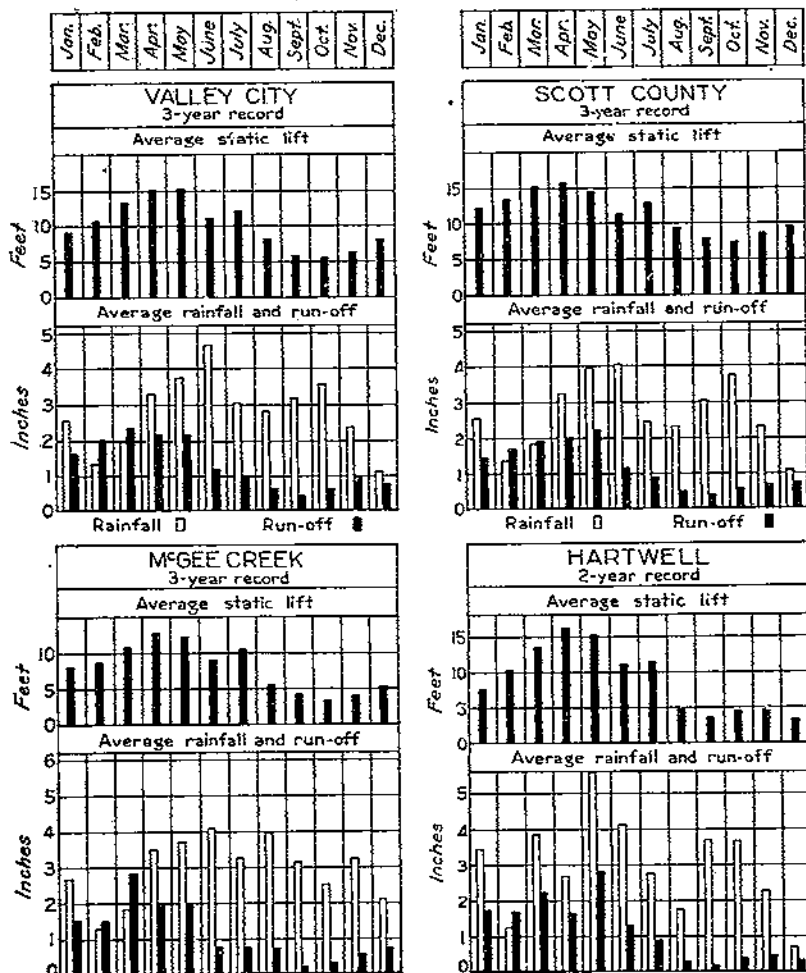 Jan. Feb. Mar. Apr. May June July Aug. Sept. Oct. Nov. Dec.
VALLEY CITY
3-year record
Average static lift
Feet
15
10
5
0
Average rainfall and run-off
Inches
5
4
3
2
1
0
Rainfall Run-off
Jan. Feb. Mar. Apr. May June July Aug. Sept. Oct. Nov. Dec.
SCOTT COUNTY
3-year record
Average static lift
Feet
15
10
5
0
Average rainfall and run-off
Inches
5
4
3
2
1
0
Rainfall Run-off
McGEE CREEK
3-year record
Average static lift
Feet
10
5
0
Average rainfall and run-off
Inches
6
5
4
3
2
1
0
HARTWELL
2-year record
Average static lift
Feet
15
10
5
0
Average rainfall and run-off
Inches
5
4
3
2
1
0